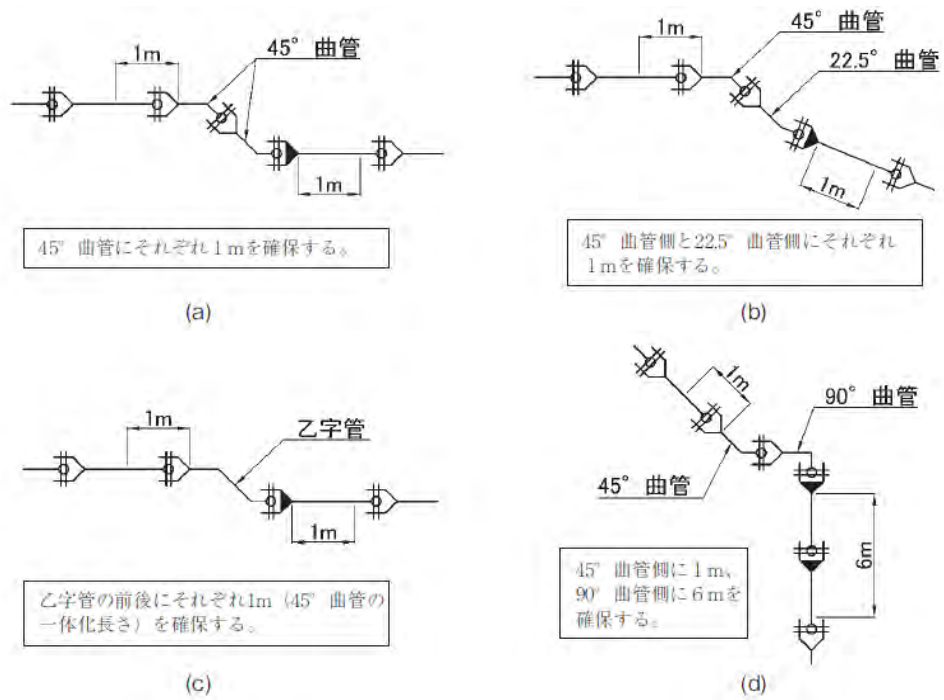 1m
45° 曲管
1m
45° 曲管にそれぞれ1mを確保する。
(a)
1m
45° 曲管
22.5° 曲管
1m
45° 曲管側と22.5° 曲管側にそれぞれ
1mを確保する。
(b)
1m
乙字管
1m
乙字管の前後にそれぞれ1m（45° 曲管の
一体化長さ）を確保する。
(c)
1m
90° 曲管
45° 曲管
6m
45° 曲管側に1m、
90° 曲管側に6mを
確保する。
(d)